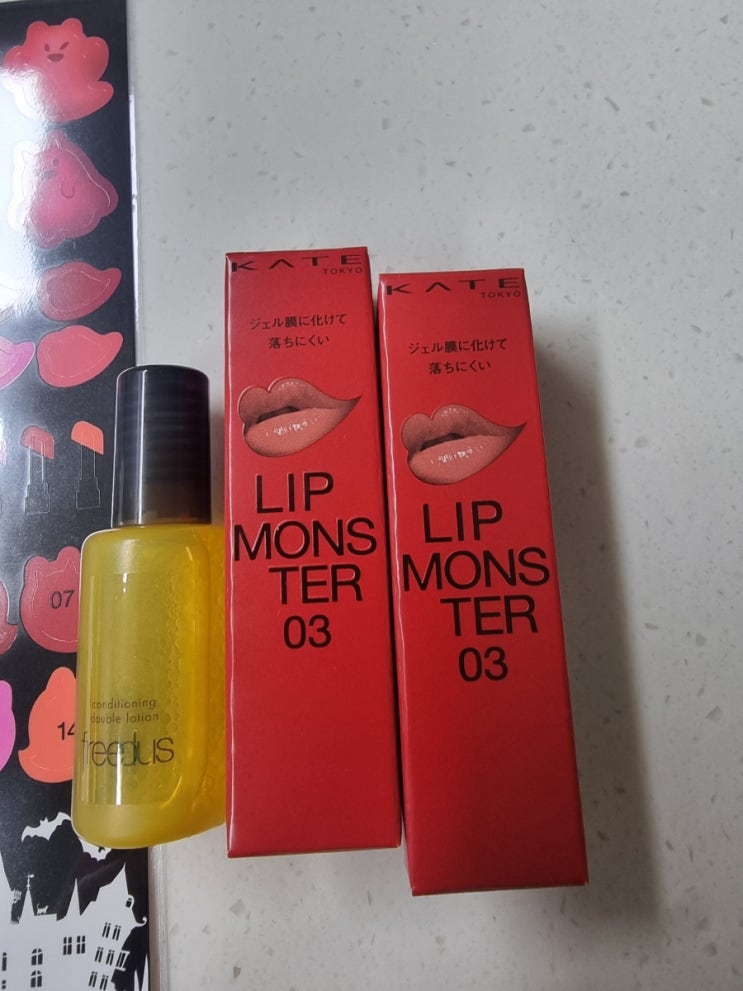 KATE
TOKYO
ジェル膜に化けて
落ちにくい
LIP
MONS
TER
03
KATE
TOKYO
ジェル膜に化けて
落ちにくい
LIP
MONS
TER
03
conditioning
double lotion
freedus
07
14